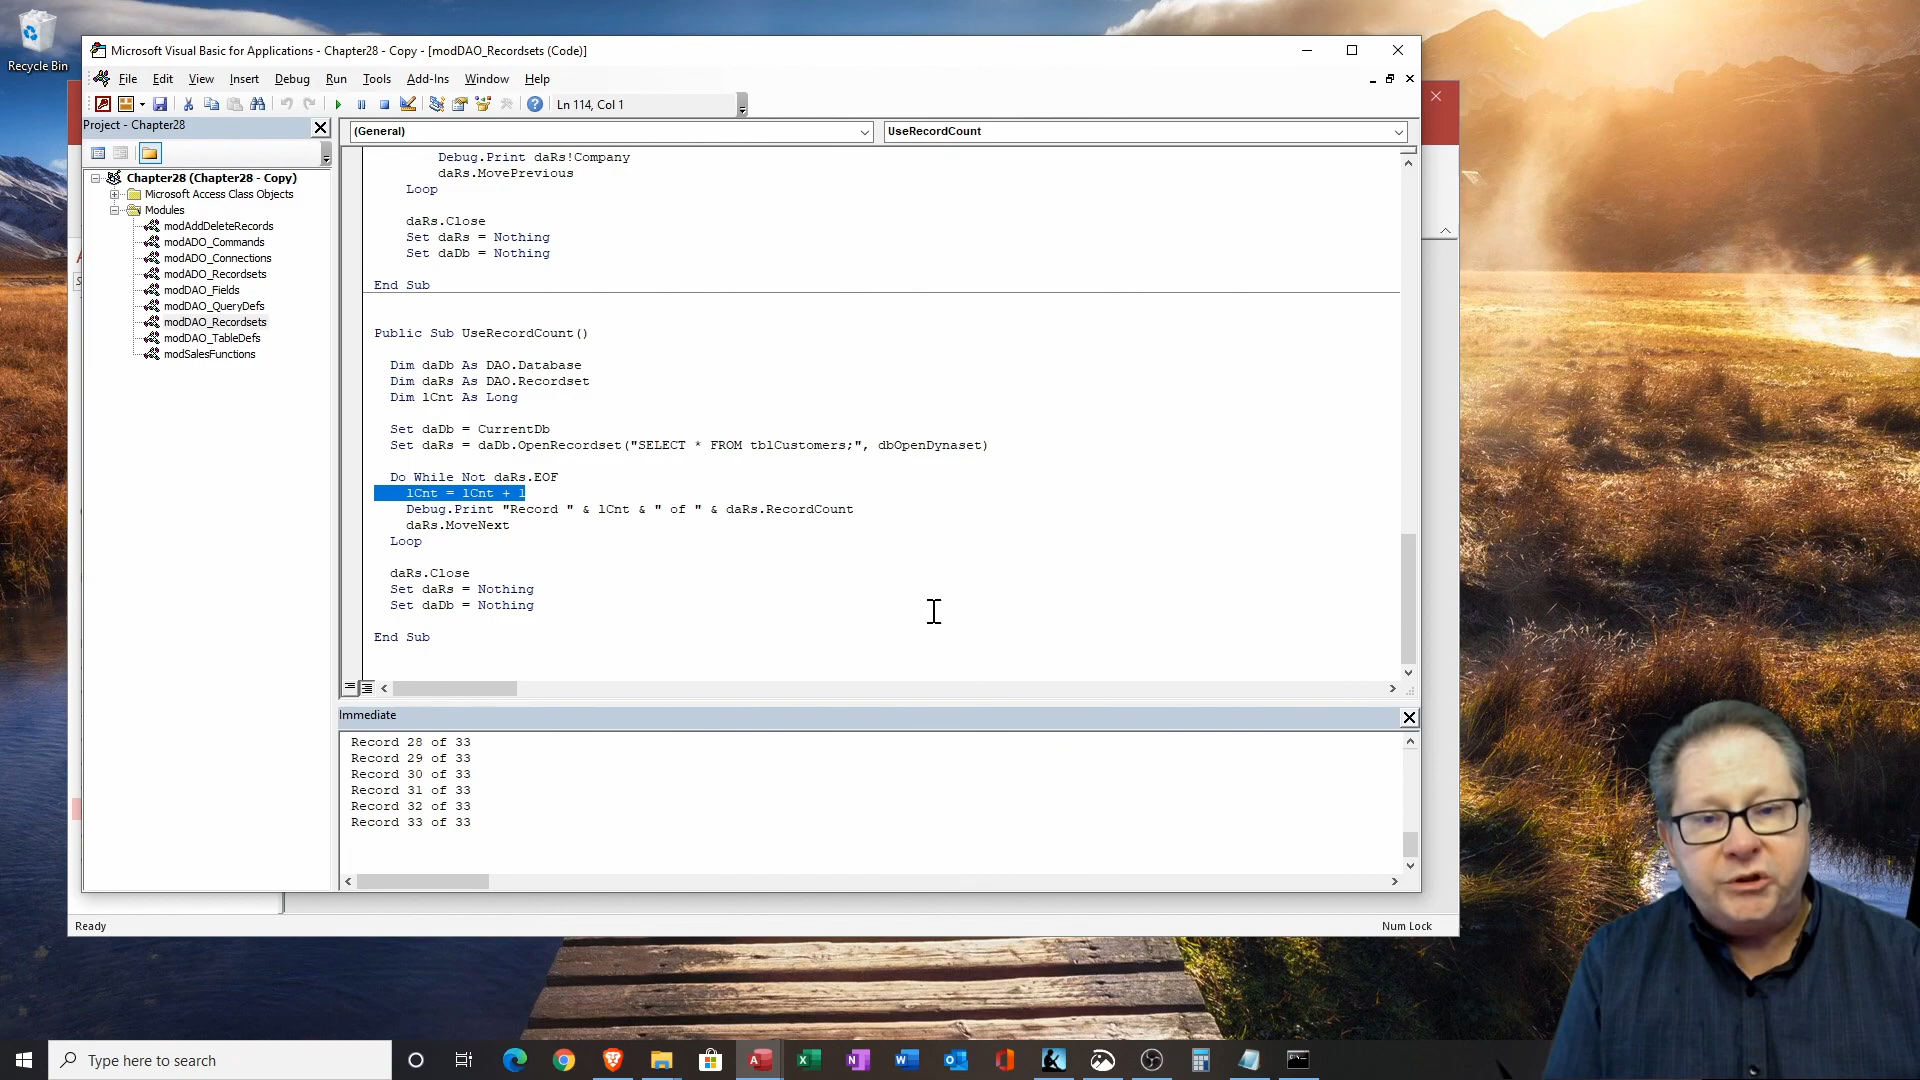 Recycle Bin
Microsoft Visual Basic for Applications - Chapter28 - Copy - [modDAO_Recordsets (Code)]
File Edit View Insert Debug Run Tools Add-Ins Window Help
Ln 114, Col 1
Project - Chapter28
Chapter28 (Chapter28 - Copy)
Microsoft Access Class Objects
Modules
modAddDeleteRecords
modADO_Commands
modADO_Connections
modADO_Recordsets
modDAO_Fields
modDAO_QueryDefs
modDAO_Recordsets
modDAO_TableDefs
modSalesFunctions
(General)
UseRecordCount
Debug.Print daRs!Company
daRs.MovePrevious
Loop
daRs.Close
Set daRs = Nothing
Set daDb = Nothing
End Sub
Public Sub UseRecordCount()
Dim daDb As DAO.Database
Dim daRs As DAO.Recordset
Dim lCnt As Long
Set daDb = CurrentDb
Set daRs = daDb.OpenRecordset("SELECT * FROM tblCustomers;", dbOpenDynaset)
Do While Not daRs.EOF
lCnt = lCnt + 1
Debug.Print "Record " & lCnt & " of " & daRs.RecordCount
daRs.MoveNext
Loop
daRs.Close
Set daRs = Nothing
Set daDb = Nothing
End Sub
Immediate
Record 28 of 33
Record 29 of 33
Record 30 of 33
Record 31 of 33
Record 32 of 33
Record 33 of 33
Ready
Num Lock
Type here to search